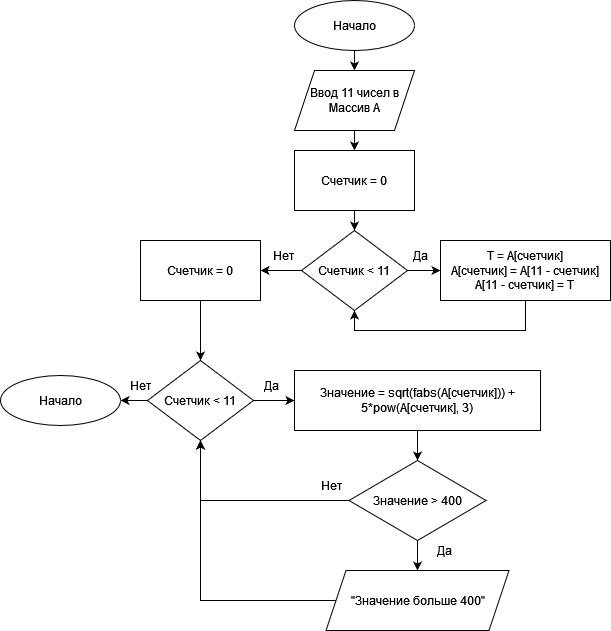 Начало
Ввод 11 чисел в
Массив А
Счетчик = 0
Счетчик < 11
Нет
Да
T = A[счетчик]
A[счетчик] = A[11 - счетчик]
A[11 - счетчик] = T
Счетчик = 0
Счетчик < 11
Нет
Да
Начало
Значение = sqrt(fabs(A[счетчик])) +
5*pow(A[счетчик], 3)
Значение > 400
Нет
Да
"Значение больше 400"